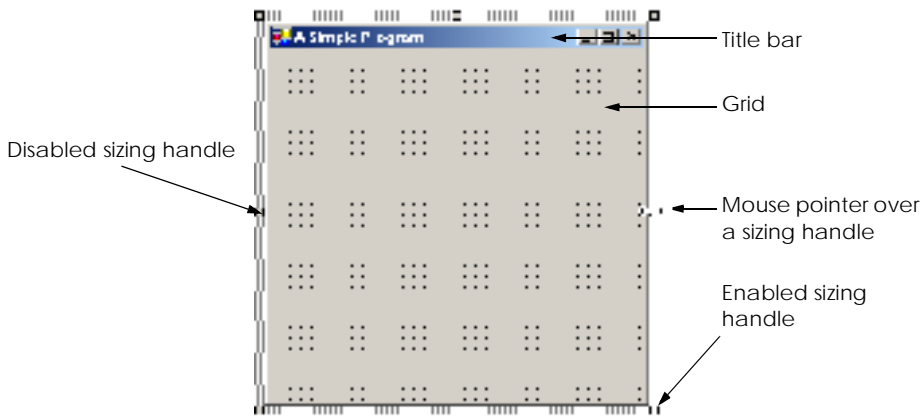 A Simple Program
Title bar
Grid
Disabled sizing handle
Mouse pointer over
a sizing handle
Enabled sizing
handle